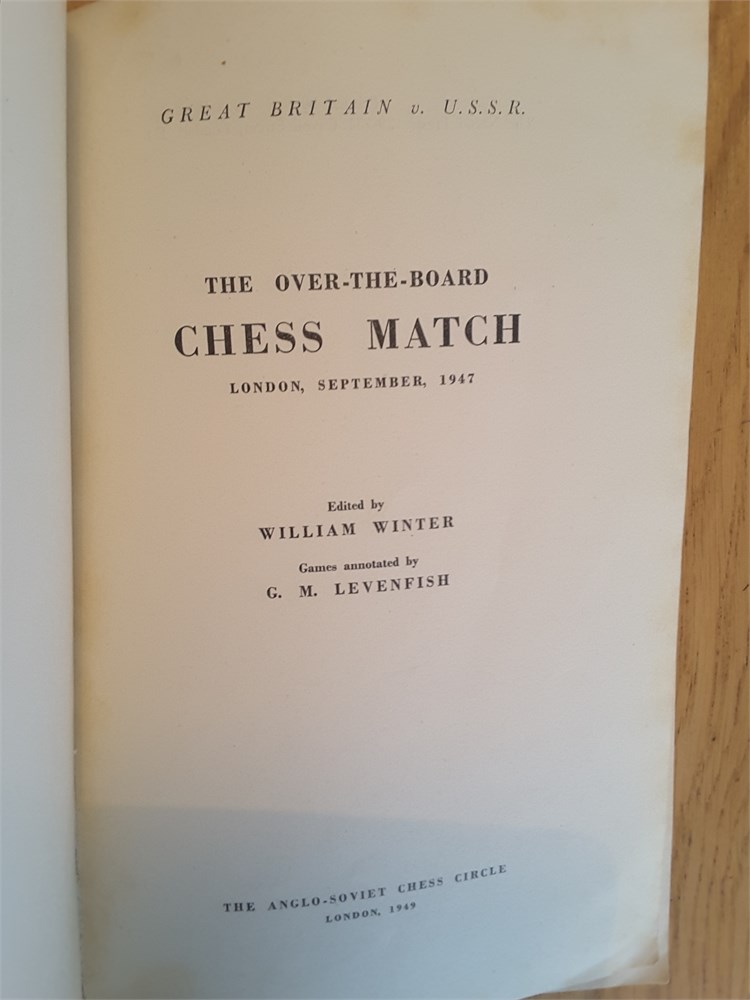 GREAT BRITAIN v. U.S.S.R.
THE OVER-THE-BOARD
CHESS MATCH
LONDON, SEPTEMBER, 1947
Edited by
WILLIAM WINTER
Games annotated by
G. M. LEVENFISH
THE ANGLO-SOVIET CHESS CIRCLE
LONDON, 1949